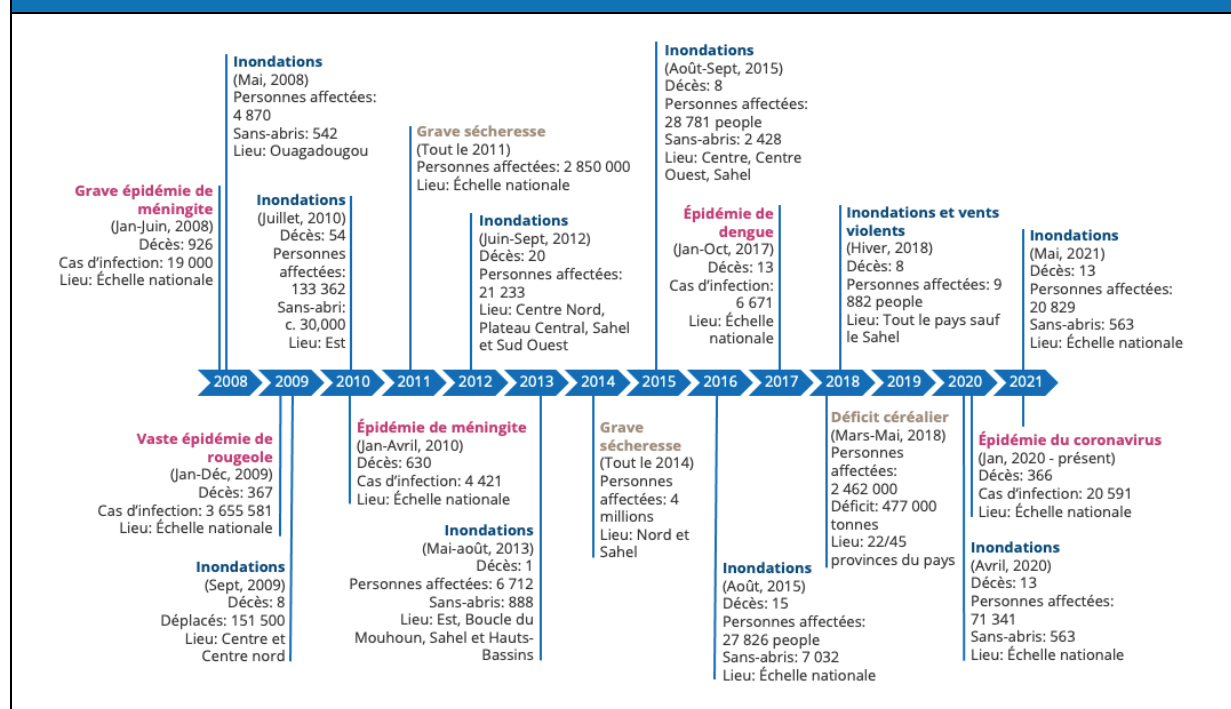 Inondations
(Mai, 2008)
Personnes affectées:
4 870
Sans-abris: 542
Lieu: Ouagadougou
Grave épidémie de
méningite
(Jan-Juin, 2008)
Décès: 926
Cas d’infection: 19 000
Lieu: Échelle nationale
Inondations
(Juillet, 2010)
Décès: 54
Personnes
affectées:
133 362
Sans-abri:
c. 30,000
Lieu: Est
Grave sécheresse
(Tout le 2011)
Personnes affectées: 2 850 000
Lieu: Échelle nationale
Inondations
(Juin-Sept, 2012)
Décès: 20
Personnes affectées:
21 233
Lieu: Centre Nord,
Plateau Central, Sahel
et Sud Ouest
Inondations
(Août-Sept, 2015)
Décès: 8
Personnes affectées:
28 781 people
Sans-abris: 2 428
Lieu: Centre, Centre
Ouest, Sahel
Épidémie de
dengue
(Jan-Oct, 2017)
Décès: 13
Cas d’infection:
6 671
Lieu: Échelle
nationale
Inondations et vents
violents
(Hiver, 2018)
Décès: 8
Personnes affectées: 9
882 people
Lieu: Tout le pays sauf
le Sahel
Inondations
(Mai, 2021)
Décès: 13
Personnes affectées:
20 829
Sans-abris: 563
Lieu: Échelle nationale
2008 2009 2010 2011 2012 2013 2014 2015 2016 2017 2018 2019 2020 2021
Vaste épidémie de
rougeole
(Jan-Déc, 2009)
Décès: 367
Cas d’infection: 3 655 581
Lieu: Échelle nationale
Inondations
(Sept, 2009)
Décès: 8
Déplacés: 151 500
Lieu: Centre et
Centre nord
Épidémie de méningite
(Jan-Avril, 2010)
Décès: 630
Cas d’infection: 4 421
Lieu: Échelle nationale
Inondations
(Mai-août, 2013)
Décès: 1
Personnes affectées: 6 712
Sans-abris: 888
Lieu: Est, Boucle du
Mouhoun, Sahel et Hauts-
Bassins
Grave
sécheresse
(Tout le 2014)
Personnes
affectées: 4
millions
Lieu: Nord et
Sahel
Inondations
(Août, 2015)
Décès: 15
Personnes affectées:
27 826 people
Sans-abris: 7 032
Lieu: Échelle nationale
Déficit céréalier
(Mars-Mai, 2018)
Personnes
affectées:
2 462 000
Déficit: 477 000
tonnes
Lieu: 22/45
provinces du pays
Épidémie du coronavirus
(Jan, 2020 - présent)
Décès: 366
Cas d’infection: 20 591
Lieu: Échelle nationale
Inondations
(Avril, 2020)
Décès: 13
Personnes affectées:
71 341
Sans-abris: 563
Lieu: Échelle nationale